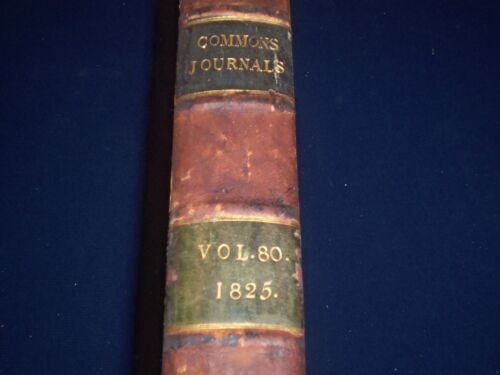 COMMONS
JOURNALS
VOL.80.
1825.